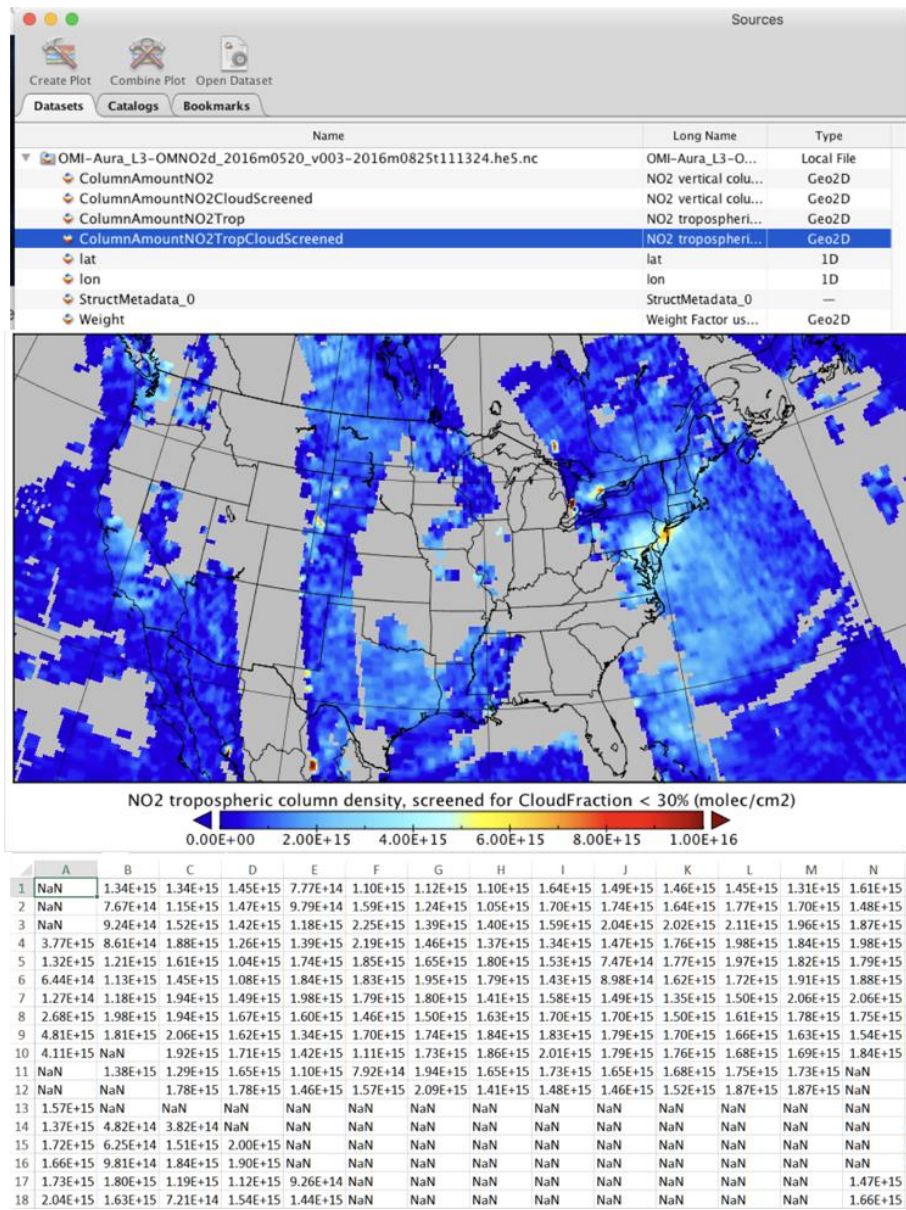 Sources
Create Plot Combine Plot Open Dataset
Datasets Catalogs Bookmarks
Name Long Name Type
OMI-Aura_L3-OMNO2d_2016m0520_v003-2016m0825t111324.he5.nc OMI-Aura_L3-O... Local File
ColumnAmountNO2 NO2 vertical colu... Geo2D
ColumnAmountNO2CloudScreened NO2 vertical colu... Geo2D
ColumnAmountNO2Trop NO2 tropospheri... Geo2D
ColumnAmountNO2TropCloudScreened NO2 tropospheri... Geo2D
lat lat 1D
lon lon 1D
StructMetadata_0 StructMetadata_0 —
Weight Weight Factor us... Geo2D
NO2 tropospheric column density, screened for CloudFraction < 30% (molec/cm2)
0.00E+00 2.00E+15 4.00E+15 6.00E+15 8.00E+15 1.00E+16
A B C D E F G H I J K L M N
1 NaN 1.34E+15 1.34E+15 1.45E+15 7.77E+14 1.10E+15 1.12E+15 1.10E+15 1.64E+15 1.49E+15 1.46E+15 1.45E+15 1.31E+15 1.61E+15
2 NaN 7.67E+14 1.15E+15 1.47E+15 9.79E+14 1.59E+15 1.24E+15 1.05E+15 1.70E+15 1.74E+15 1.64E+15 1.77E+15 1.70E+15 1.48E+15
3 NaN 9.24E+14 1.52E+15 1.42E+15 1.18E+15 2.25E+15 1.39E+15 1.40E+15 1.59E+15 2.04E+15 2.02E+15 2.11E+15 1.96E+15 1.87E+15
4 3.77E+15 8.61E+14 1.88E+15 1.26E+15 1.39E+15 2.19E+15 1.46E+15 1.37E+15 1.34E+15 1.47E+15 1.76E+15 1.98E+15 1.84E+15 1.98E+15
5 1.32E+15 1.21E+15 1.61E+15 1.04E+15 1.74E+15 1.85E+15 1.65E+15 1.80E+15 1.53E+15 7.47E+14 1.77E+15 1.97E+15 1.82E+15 1.79E+15
6 6.44E+14 1.13E+15 1.45E+15 1.08E+15 1.84E+15 1.83E+15 1.95E+15 1.79E+15 1.43E+15 8.98E+14 1.62E+15 1.72E+15 1.91E+15 1.88E+15
7 1.27E+14 1.18E+15 1.94E+15 1.49E+15 1.98E+15 1.79E+15 1.80E+15 1.41E+15 1.58E+15 1.49E+15 1.35E+15 1.50E+15 2.06E+15 2.06E+15
8 2.68E+15 1.98E+15 1.94E+15 1.67E+15 1.60E+15 1.46E+15 1.50E+15 1.63E+15 1.70E+15 1.70E+15 1.50E+15 1.61E+15 1.78E+15 1.75E+15
9 4.81E+15 1.81E+15 2.06E+15 1.62E+15 1.34E+15 1.70E+15 1.74E+15 1.84E+15 1.83E+15 1.79E+15 1.70E+15 1.66E+15 1.63E+15 1.54E+15
10 4.11E+15 NaN 1.92E+15 1.71E+15 1.42E+15 1.11E+15 1.73E+15 1.86E+15 2.01E+15 1.79E+15 1.76E+15 1.68E+15 1.69E+15 1.84E+15
11 NaN 1.38E+15 1.29E+15 1.65E+15 1.10E+15 7.92E+14 1.94E+15 1.65E+15 1.73E+15 1.65E+15 1.68E+15 1.75E+15 1.73E+15 NaN
12 NaN NaN 1.78E+15 1.78E+15 1.46E+15 1.57E+15 2.09E+15 1.41E+15 1.48E+15 1.46E+15 1.52E+15 1.87E+15 1.87E+15 NaN
13 1.57E+15 NaN NaN NaN NaN NaN NaN NaN NaN NaN NaN NaN NaN NaN
14 1.37E+15 4.82E+14 3.82E+14 NaN NaN NaN NaN NaN NaN NaN NaN NaN NaN NaN
15 1.72E+15 6.25E+14 1.51E+15 2.00E+15 NaN NaN NaN NaN NaN NaN NaN NaN NaN NaN
16 1.66E+15 9.81E+14 1.84E+15 1.90E+15 NaN NaN NaN NaN NaN NaN NaN NaN NaN NaN
17 1.73E+15 1.80E+15 1.19E+15 1.12E+15 9.26E+14 NaN NaN NaN NaN NaN NaN NaN NaN 1.47E+15
18 2.04E+15 1.63E+15 7.21E+14 1.54E+15 1.44E+15 NaN NaN NaN NaN NaN NaN NaN NaN 1.66E+15